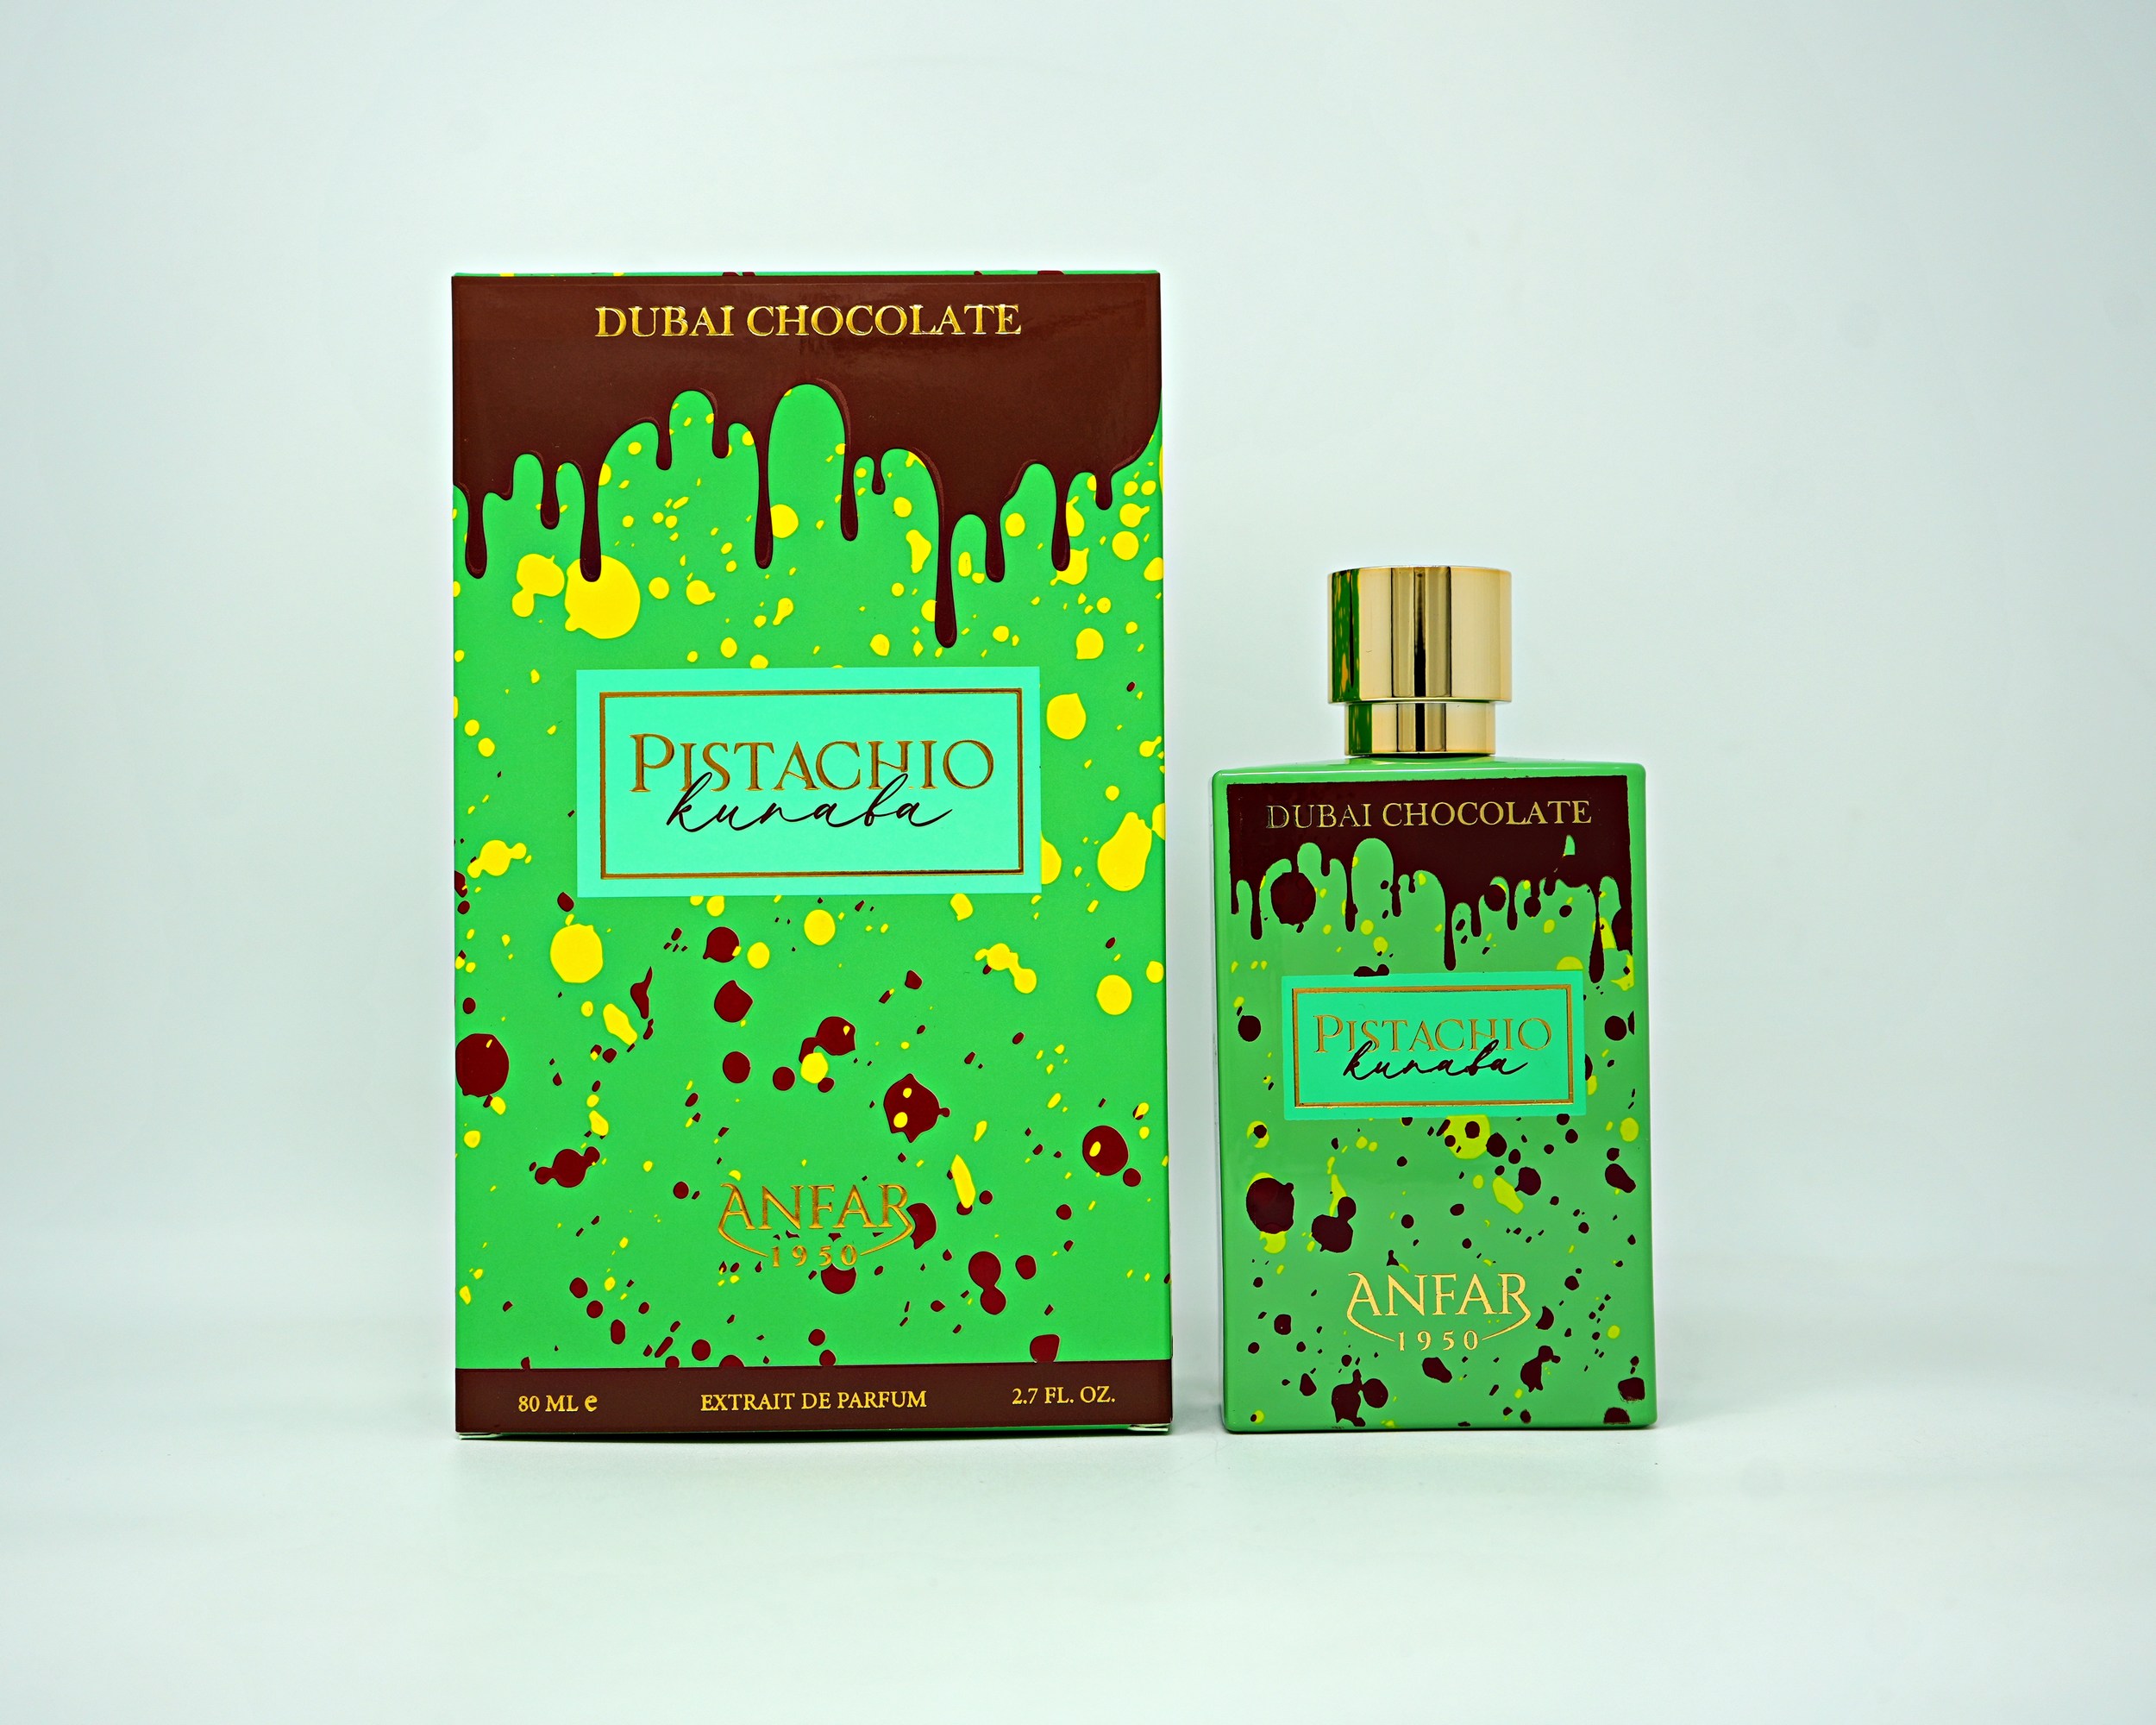 DUBAI CHOCOLATE
PISTACHIO
kunafa
ANFAR
1950
80 ML e
EXTRAIT DE PARFUM
2.7 FL. OZ.
DUBAI CHOCOLATE
PISTACHIO
kunafa
ANFAR
1950